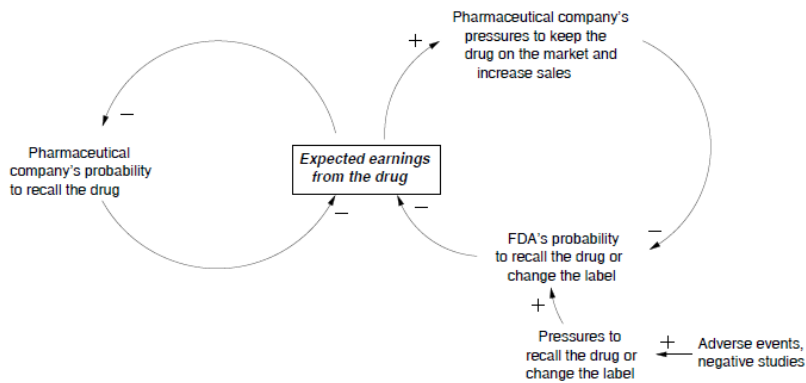 Pharmaceutical company's
pressures to keep the
drug on the market and
increase sales
+
−
Pharmaceutical
company's probability
to recall the drug
Expected earnings
from the drug
−
−
−
FDA's probability
to recall the drug or
change the label
+
Pressures to
recall the drug or
change the label
+
Adverse events,
negative studies